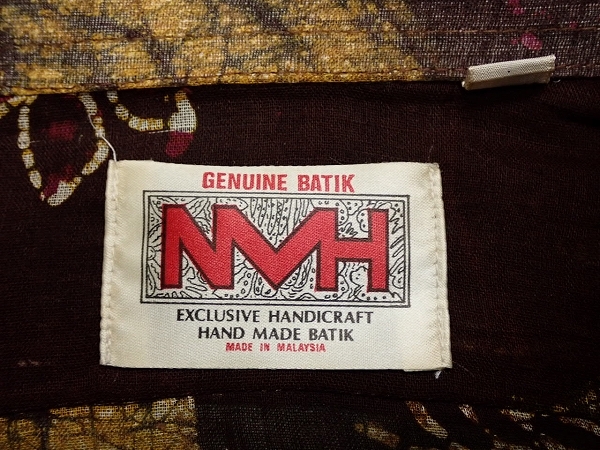 GENUINE BATIK
NMH
EXCLUSIVE HANDICRAFT
HAND MADE BATIK
MADE IN MALAYSIA